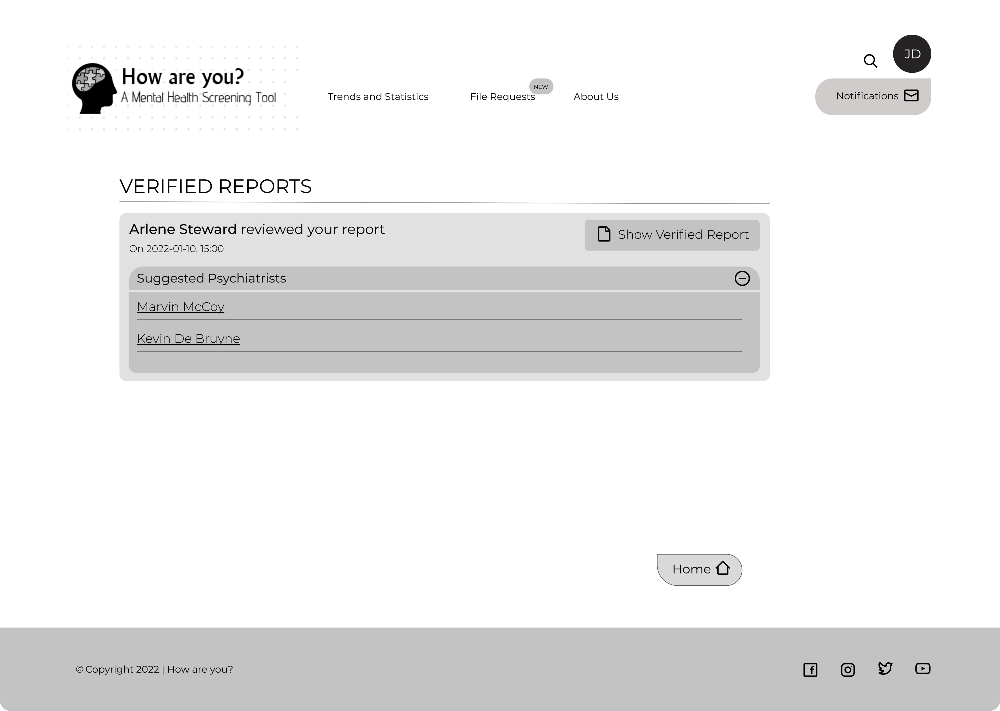 JD
How are you?
A Mental Health Screening Tool
Trends and Statistics
File Requests
NEW
About Us
Notifications
VERIFIED REPORTS
Arlene Steward reviewed your report
On 2022-01-10, 15:00
Show Verified Report
Suggested Psychiatrists
Marvin McCoy
Kevin De Bruyne
Home
© Copyright 2022 | How are you?